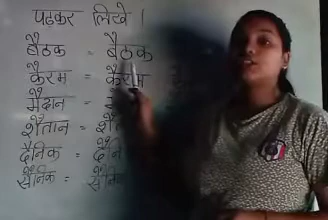 पढ़कर लिखे ।
बैठक = बैठक
कैरम = कैरम
मैदान =
शैतान = शै
दैनिक = दैनि
सैनिक = सैनिक